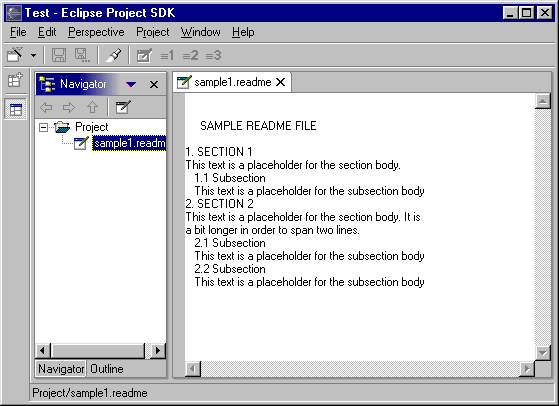 Test - Eclipse Project SDK
File Edit Perspective Project Window Help
1 2 3
Navigator
sample1.readme
Project
sample1.readm
SAMPLE README FILE
1. SECTION 1
This text is a placeholder for the section body.
1.1 Subsection
This text is a placeholder for the subsection body
2. SECTION 2
This text is a placeholder for the section body. It is
a bit longer in order to span two lines.
2.1 Subsection
This text is a placeholder for the subsection body
2.2 Subsection
This text is a placeholder for the subsection body
Navigator Outline
Project/sample1.readme